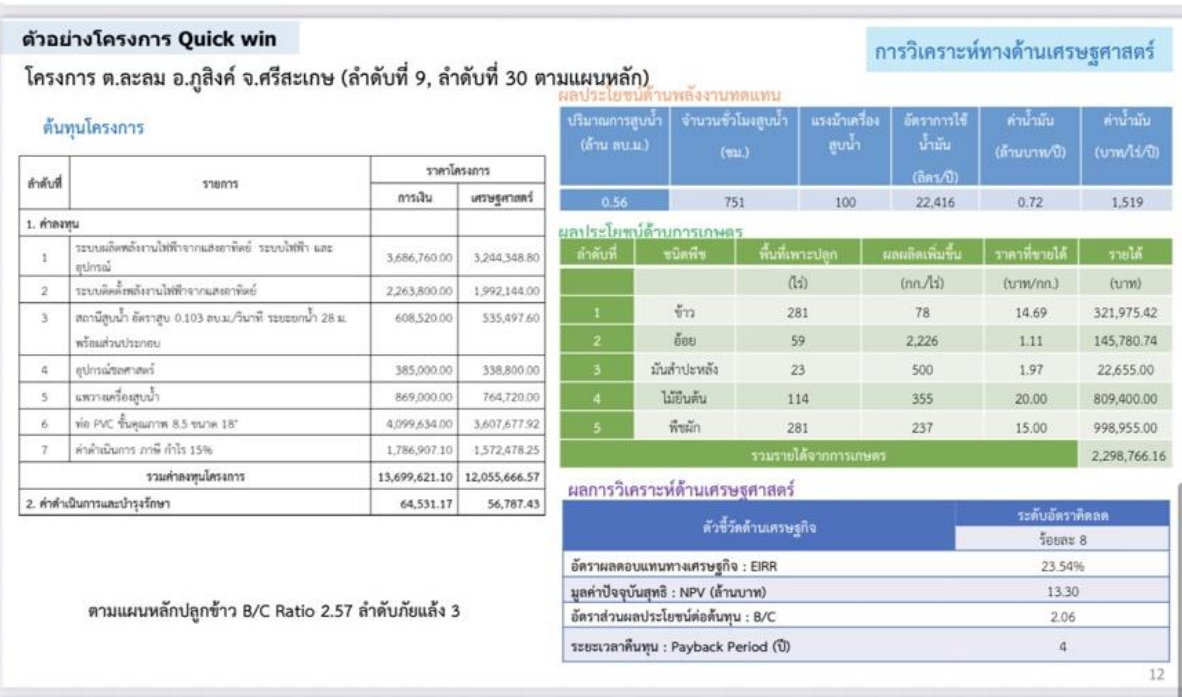 ตัวอย่างโครงการ Quick win
การวิเคราะห์ทางด้านเศรษฐศาสตร์
โครงการ ต.ละลม อ.ภูสิงค์ จ.ศรีสะเกษ (ลำดับที่ 9, ลำดับที่ 30 ตามแผนหลัก)
ต้นทุนโครงการ
ลำดับที่ รายการ ราคาโครงการ
การเงิน เศรษฐศาสตร์
1. ค่าลงทุน
1 ระบบผลิตพลังงานไฟฟ้าจากแสงอาทิตย์ ระบบไฟฟ้า และ
อุปกรณ์ 3,686,760.00 3,244,348.80
2 ระบบติดตั้งพลังงานไฟฟ้าจากแสงอาทิตย์ 2,263,800.00 1,992,144.00
3 สถานีสูบน้ำ อัตราสูบ 0.103 ลบ.ม./วินาที ระยะยกน้ำ 28 ม. 608,520.00 535,497.60
พร้อมส่วนประกอบ
4 อุปกรณ์ชลศาสตร์ 385,000.00 338,800.00
5 แพวางเครื่องสูบน้ำ 869,000.00 764,720.00
6 ท่อ PVC ชั้นคุณภาพ 8.5 ขนาด 18" 4,099,634.00 3,607,677.92
7 ค่าดำเนินการ ภาษี กำไร 15% 1,786,907.10 1,572,478.25
รวมค่าลงทุนโครงการ 13,699,621.10 12,055,666.57
2. ค่าดำเนินการและบำรุงรักษา 64,531.17 56,787.43
ตามแผนหลักปลูกข้าว B/C Ratio 2.57 ลำดับภัยแล้ง 3
ผลประโยชน์ด้านพลังงานทดแทน
ปริมาณการสูบน้ำ จำนวนชั่วโมงสูบน้ำ แรงม้าเครื่อง อัตราการใช้ ค่าน้ำมัน ค่าน้ำมัน
(ล้าน ลบ.ม.) (ชม.) สูบน้ำ น้ำมัน (ล้านบาท/ปี) (บาท/ไร่/ปี)
(ลิตร/ปี)
0.56 751 100 22,416 0.72 1,519
ผลประโยชน์ด้านการเกษตร
ลำดับที่ ชนิดพืช พื้นที่เพาะปลูก ผลผลิตเพิ่มขึ้น ราคาที่ขายได้ รายได้
(ไร่) (กก./ไร่) (บาท/กก.) (บาท)
1 ข้าว 281 78 14.69 321,975.42
2 อ้อย 59 2,226 1.11 145,780.74
3 มันสำปะหลัง 23 500 1.97 22,655.00
4 ไม้ยืนต้น 114 355 20.00 809,400.00
5 พืชผัก 281 237 15.00 998,955.00
รวมรายได้จากการเกษตร 2,298,766.16
ผลการวิเคราะห์ด้านเศรษฐศาสตร์
ตัวชี้วัดด้านเศรษฐกิจ ระดับอัตราคิดลด
ร้อยละ 8
อัตราผลตอบแทนทางเศรษฐกิจ : EIRR 23.54%
มูลค่าปัจจุบันสุทธิ : NPV (ล้านบาท) 13.30
อัตราส่วนผลประโยชน์ต่อต้นทุน : B/C 2.06
ระยะเวลาคืนทุน : Payback Period (ปี) 4
12